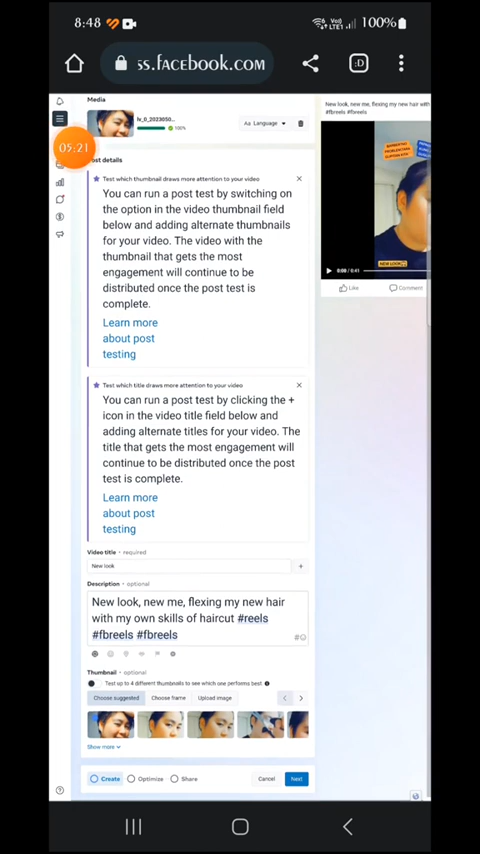 8:48
Vo)
LTE1
100%
ss.facebook.com
:D
Media
lv_0_2023050...
100%
Aa Language
05:21
ost details
Test which thumbnail draws more attention to your video
You can run a post test by switching on
the option in the video thumbnail field
below and adding alternate thumbnails
for your video. The video with the
thumbnail that gets the most
engagement will continue to be
distributed once the post test is
complete.
Learn more
about post
testing
Test which title draws more attention to your video
You can run a post test by clicking the +
icon in the video title field below and
adding alternate titles for your video. The
title that gets the most engagement will
continue to be distributed once the post
test is complete.
Learn more
about post
testing
Video title • required
New look
Description • optional
New look, new me, flexing my new hair
with my own skills of haircut #reels
#fbreels #fbreels
Thumbnail • optional
Test up to 4 different thumbnails to see which one performs best.
Choose suggested
Choose frame
Upload image
Show more
Create
Optimize
Share
Cancel
Next
New look, new me, flexing my new hair with
#fbreels #fbreels
NEW LOOK
0:00 / 0:41
Like
Comment